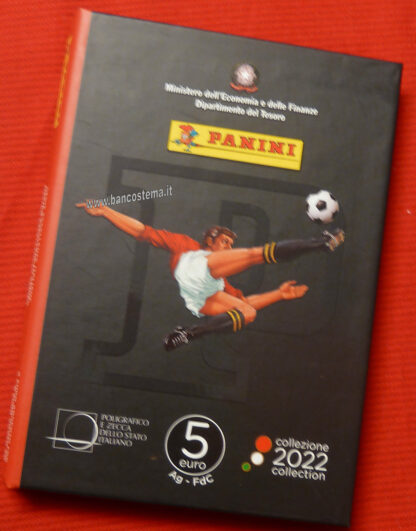 Ministero dell'Economia e delle Finanze
Dipartimento del Tesoro
PANINI
www.bancostema.it
POLIGRAFICO
E ZECCA
DELLO STATO
ITALIANO
5
euro
Ag - FdC
collezione
2022
collection